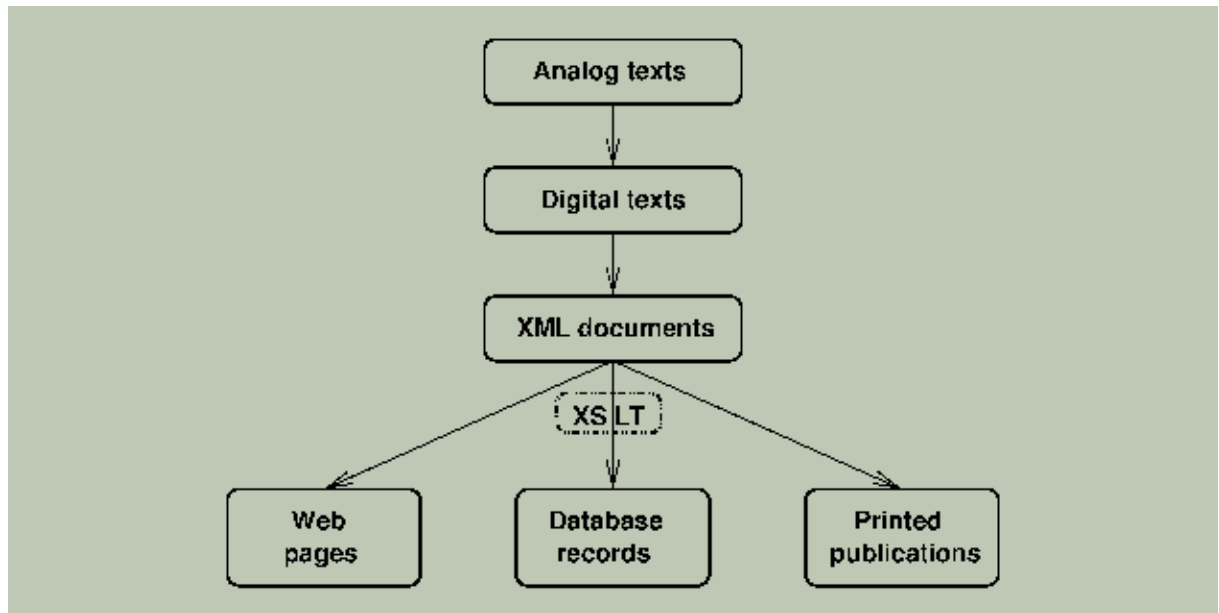 Analog texts
Digital texts
XML documents
XSLT
Web
pages
Database
records
Printed
publications